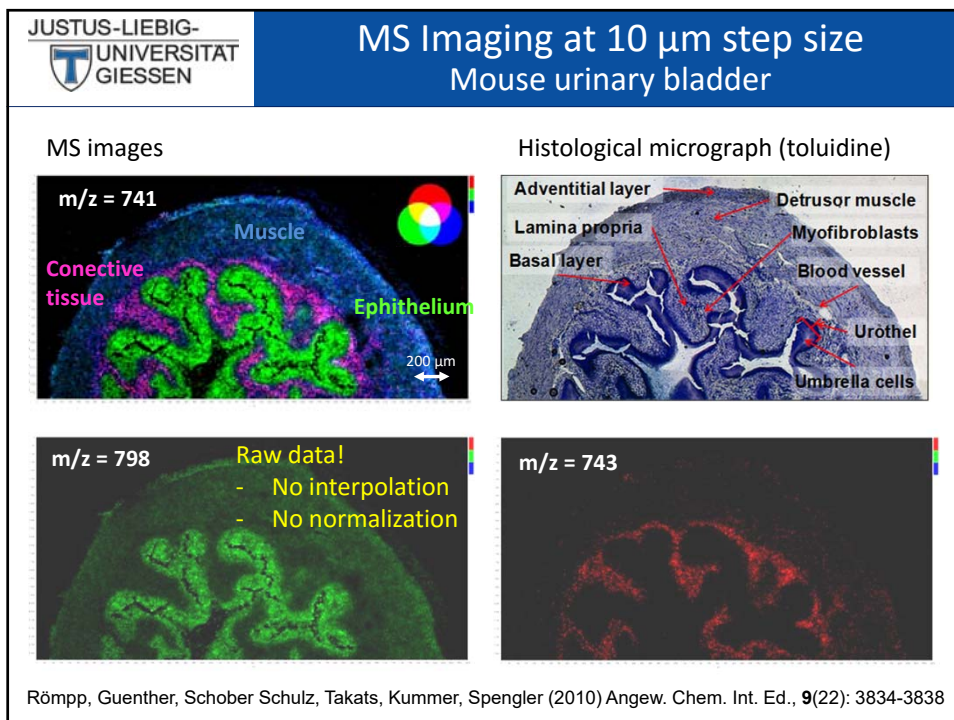 JUSTUS-LIEBIG-
UNIVERSITÄT
GIESSEN
MS Imaging at 10 µm step size
Mouse urinary bladder
MS images
Histological micrograph (toluidine)
m/z = 741
Muscle
Conective
tissue
Ephithelium
200 µm
Adventitial layer
Detrusor muscle
Lamina propria
Myofibroblasts
Basal layer
Blood vessel
Urothel
Umbrella cells
m/z = 798
Raw data!
- No interpolation
- No normalization
m/z = 743
Römpp, Guenther, Schober Schulz, Takats, Kummer, Spengler (2010) Angew. Chem. Int. Ed., 9(22): 3834-3838